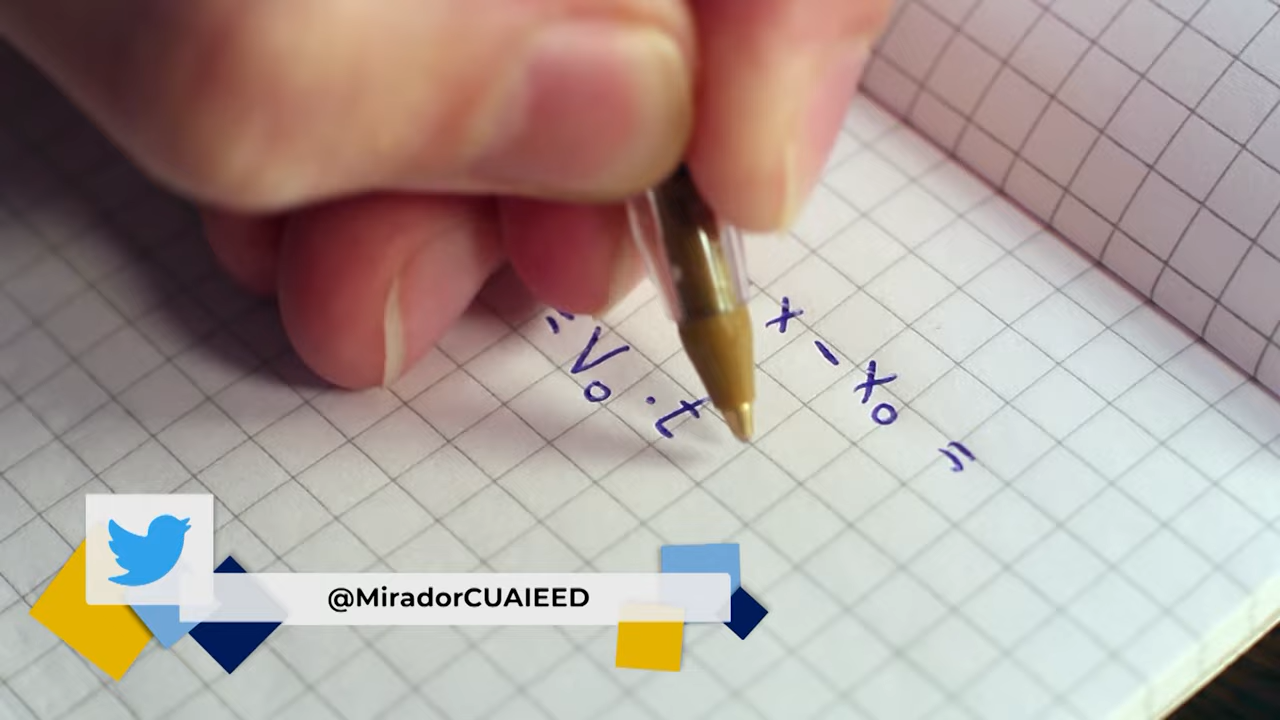 x - x₀ "
" V₀ . t
@MiradorCUAIEED